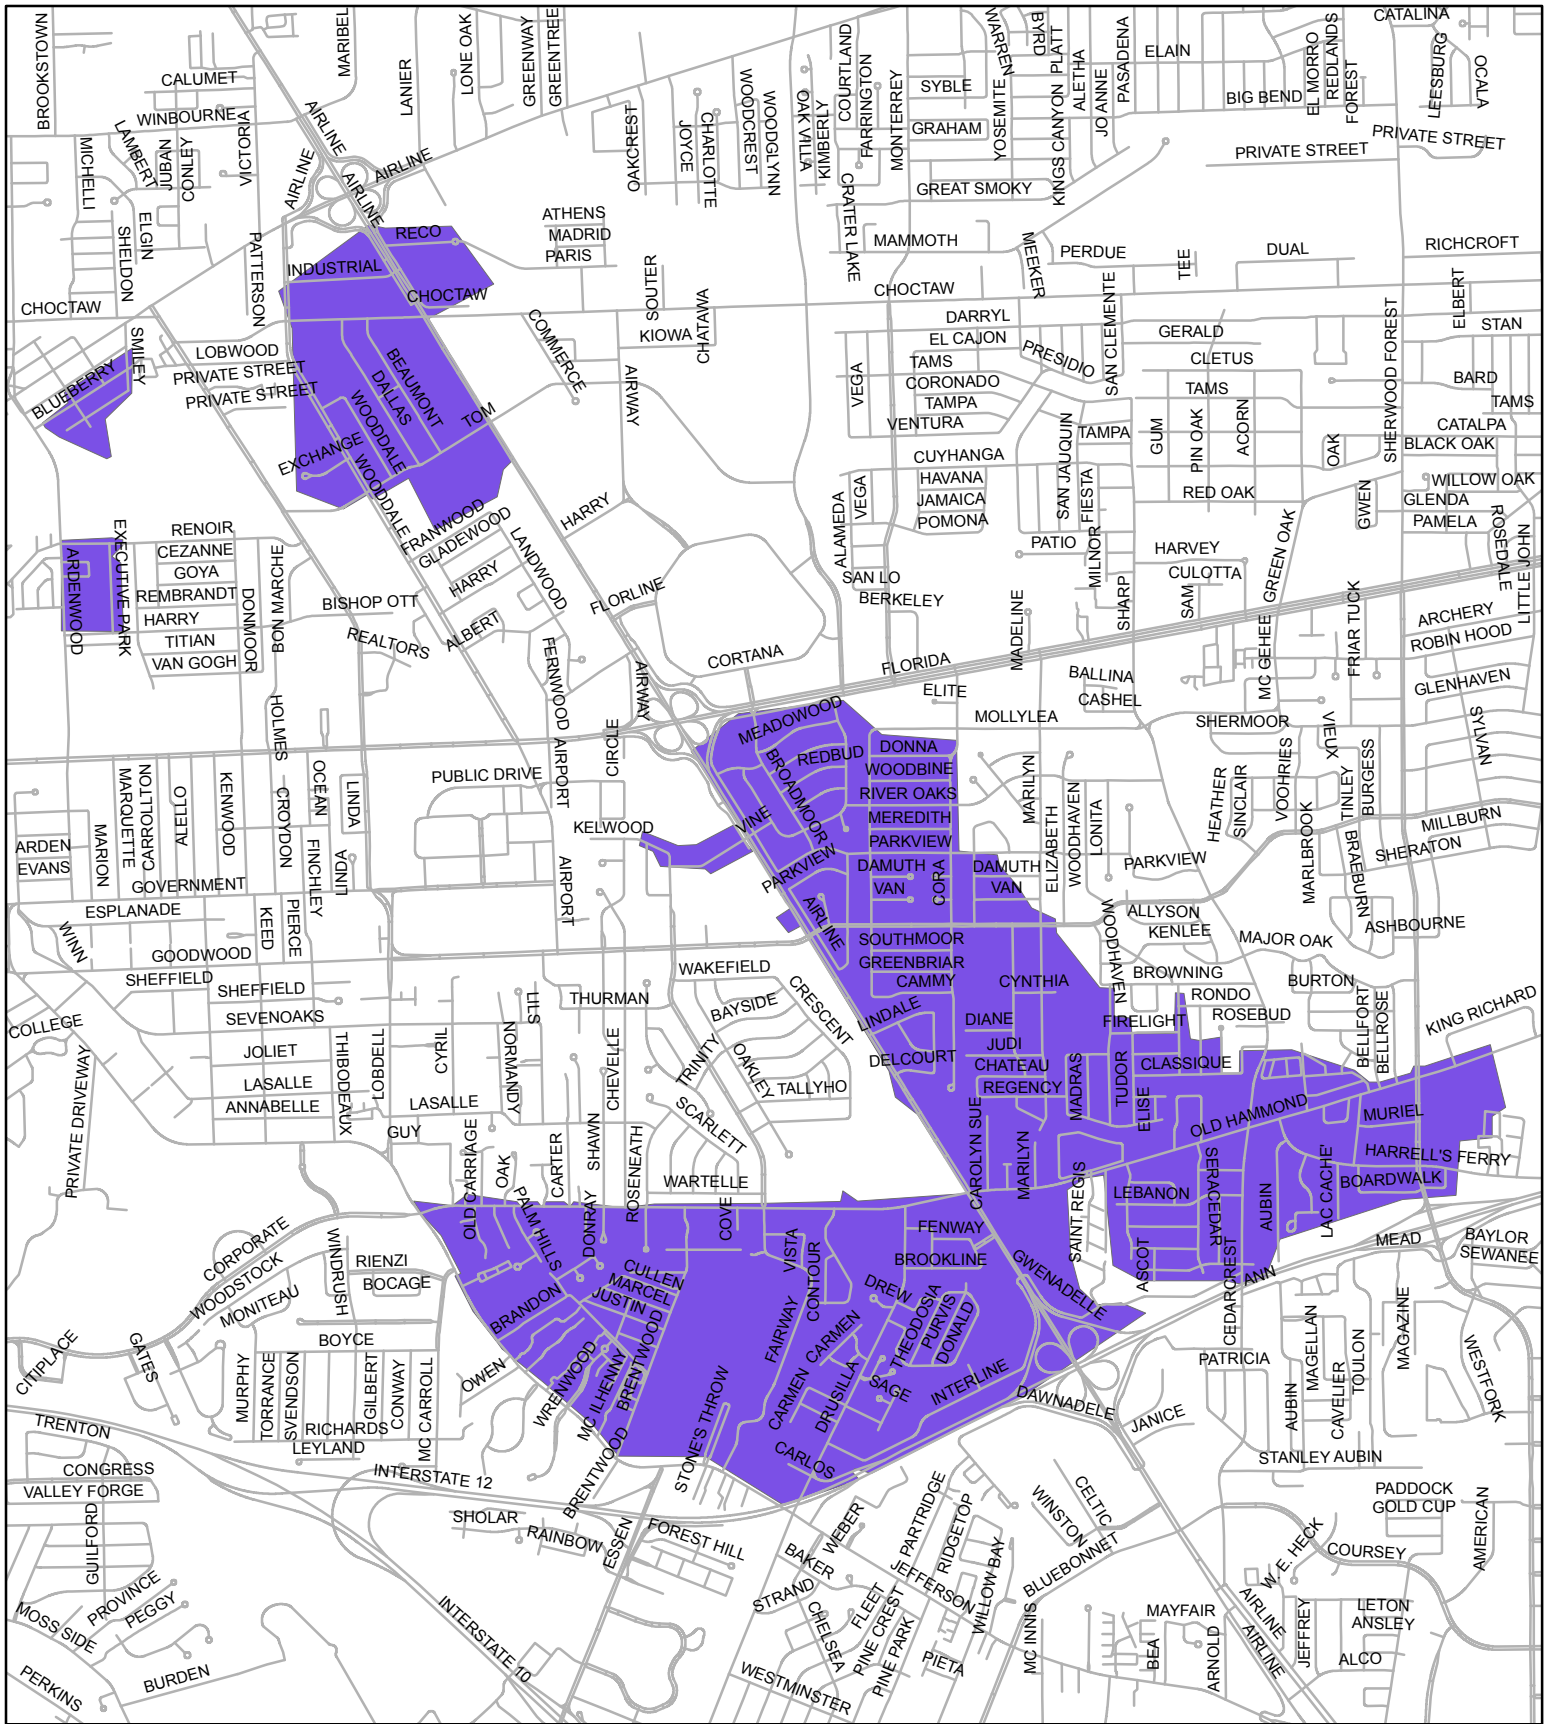 BROOKSTOWN
MARIBEL
LANIER
LONE OAK
GREENWAY
GREENTREE
COURTLAND
FARRINGTON
WARREN
BYRD
PLATT
ALETHA
JOANNE
PASADENA
ELAIN
EL MORRO
REDLANDS
FOREST
CATALINA
LEESBURG
OCALA
CALUMET
WINBOURNE
AIRLINE
SYBLE
BIG BEND
GRAHAM
YOSEMITE
KINGS CANYON
MONTERREY
OAK VILLA
KIMBERLY
WOODCREST
WOODGLYNN
CHARLOTTE
JOYCE
OAKCREST
PRIVATE STREET
PRIVATE STREET
MICHELLI
LAMBERT
JUBAN
CONLEY
VICTORIA
AIRLINE
AIRLINE
AIRLINE
GREAT SMOKY
CRATER LAKE
ELGIN
SHELDON
PATTERSON
RECO
ATHENS
MADRID
PARIS
MAMMOTH
MEEKER
PERDUE
TEE
DUAL
RICHCROFT
INDUSTRIAL
CHOCTAW
CHOCTAW
CHOCTAW
SOUTER
CHATAWA
KIOWA
COMMERCE
DARRYL
EL CAJON
PRESIDIO
SAN CLEMENTE
GERALD
CLETUS
SHERWOOD FOREST
ELBERT
STAN
SMILEY
BLUEBERRY
LOBWOOD
PRIVATE STREET
PRIVATE STREET
BEAUMONT
DALLAS
WOODDALE
TOM
AIRWAY
VEGA
TAMS
CORONADO
TAMPA
VENTURA
TAMS
BARD
TAMS
CATALPA
BLACK OAK
EXCHANGE
WOODDALE
CUYHANGA
HAVANA
JAMAICA
POMONA
VEGA
ALAMEDA
SAN JAUQUIN
TAMPA
FIESTA
GUM
PIN OAK
ACORN
OAK
RED OAK
GWEN
WILLOW OAK
GLENDA
PAMELA
ROSEDALE
LITTLE JOHN
EXECUTIVE PARK
ARDENWOOD
RENOIR
CEZANNE
GOYA
REMBRANDT
HARRY
TITIAN
VAN GOGH
DONMOOR
BON MARCHE
FRANWOOD
GLADEWOOD
HARRY
LANDWOOD
HARRY
ALBERT
BISHOP OTT
REALTORS
FLORLINE
SAN LO
BERKELEY
PATIO
MILNOR
SHARP
HARVEY
CULOTTA
SAM
GREEN OAK
MADELINE
MC GEHEE
FRIAR TUCK
ARCHERY
ROBIN HOOD
FERNWOOD
AIRWAY
CORTANA
FLORIDA
ELITE
BALLINA
CASHEL
GLENHAVEN
HOLMES
MEADOWOOD
MOLLYLEA
SHERMOOR
VIEUX
SYLVAN
AIRPORT
CIRCLE
PUBLIC DRIVE
KELWOOD
REDBUD
DONNA
WOODBINE
RIVER OAKS
MEREDITH
PARKVIEW
BROADMOOR
VINE
MARILYN
WOODHAVEN
LONITA
ELIZABETH
HEATHER
SINCLAIR
VOOHRIES
MARLBROOK
TINLEY
BURGESS
BRAEBURN
MILLBURN
SHERATON
MARQUETTE
CARROLLTON
ALELLO
KENWOOD
CROYDON
OCEAN
LINDA
ARDEN
EVANS
MARION
GOVERNMENT
FINCHLEY
LINDA
AIRPORT
PARKVIEW
DAMUTH
VAN
CORA
DAMUTH
VAN
PARKVIEW
ESPLANADE
WINN
KEED
PIERCE
GOODWOOD
AIRLINE
ALLYSON
KENLEE
WOODHAVEN
MAJOR OAK
ASHBOURNE
SOUTHMOOR
GREENBRIAR
CAMMY
CYNTHIA
SHEFFIELD
SHEFFIELD
SEVENOAKS
LILS
THURMAN
WAKEFIELD
BAYSIDE
CRESCENT
BROWNING
RONDO
ROSEBUD
BURTON
BELLFORT
BELLROSE
KING RICHARD
COLLEGE
PRIVATE DRIVEWAY
JOLIET
LASALLE
ANNABELLE
THIBODEAUX
LOBDELL
CYRIL
NORMANDY
LASALLE
GUY
CHEVELLE
TRINITY
OAKLEY
TALLYHO
SCARLETT
LINDALE
DELCOURT
DIANE
JUDI
CHATEAU
REGENCY
MADRAS
TUDOR
ELISE
FIRELIGHT
CLASSIQUE
OLD HAMMOND
MURIEL
HARRELL'S FERRY
BOARDWALK
OLD CARRIAGE
OAK
CARTER
SHAWN
ROSENEATH
WARTELLE
CAROLYN SUE
MARILYN
SAINT REGIS
LEBANON
SERAC
CEDAR
AUBIN
LAC CACHE'
PALM HILLS
DONRAY
COVE
VISTA
CONTOUR
FENWAY
BROOKLINE
GWENADELLE
ASCOT
CEDARCREST
ANN
MEAD
BAYLOR
SEWANEE
CORPORATE
WOODSTOCK
WINDRUSH
RIENZI
BOCAGE
MONITEAU
BOYCE
CULLEN
MARCEL
JUSTIN
BRANDON
BRENTWOOD
WRENWOOD
MC ILHENNY
FAIRWAY
CARMEN
DREW
THEODOSIA
PURVIS
DONALD
SAGE
INTERLINE
CARMEN
DRUSILLA
CARLOS
STONE'S THROW
DAWNADELE
JANICE
PATRICIA
AUBIN
MAGELLAN
CAVELIER
TOULON
MAGAZINE
WESTFORK
STANLEY AUBIN
CITIPLACE
GATES
MURPHY
TORRANCE
SVENDSON
GILBERT
CONWAY
MC CARROLL
OWEN
RICHARDS
LEYLAND
TRENTON
CONGRESS
VALLEY FORGE
INTERSTATE 12
BRENTWOOD
SHOLAR
RAINBOW
ESSEN
FOREST HILL
WEBER
PARTRIDGE
RIDGETOP
WILLOW BAY
WINSTON
CELTIC
BLUEBONNET
PADDOCK
GOLD CUP
AMERICAN
W. E. HECK
COURSEY
GUILFORD
PROVINCE
PEGGY
MOSS SIDE
PERKINS
BURDEN
INTERSTATE 10
BAKER
STRAND
CHELSEA
FLEET
PINE CREST
PINE PARK
JEFFERSON
PIETA
WESTMINSTER
MC INNIS
MAYFAIR
BEA
ARNOLD
AIRLINE
AIRLINE
JEFFREY
LETON
ANSLEY
ALCO